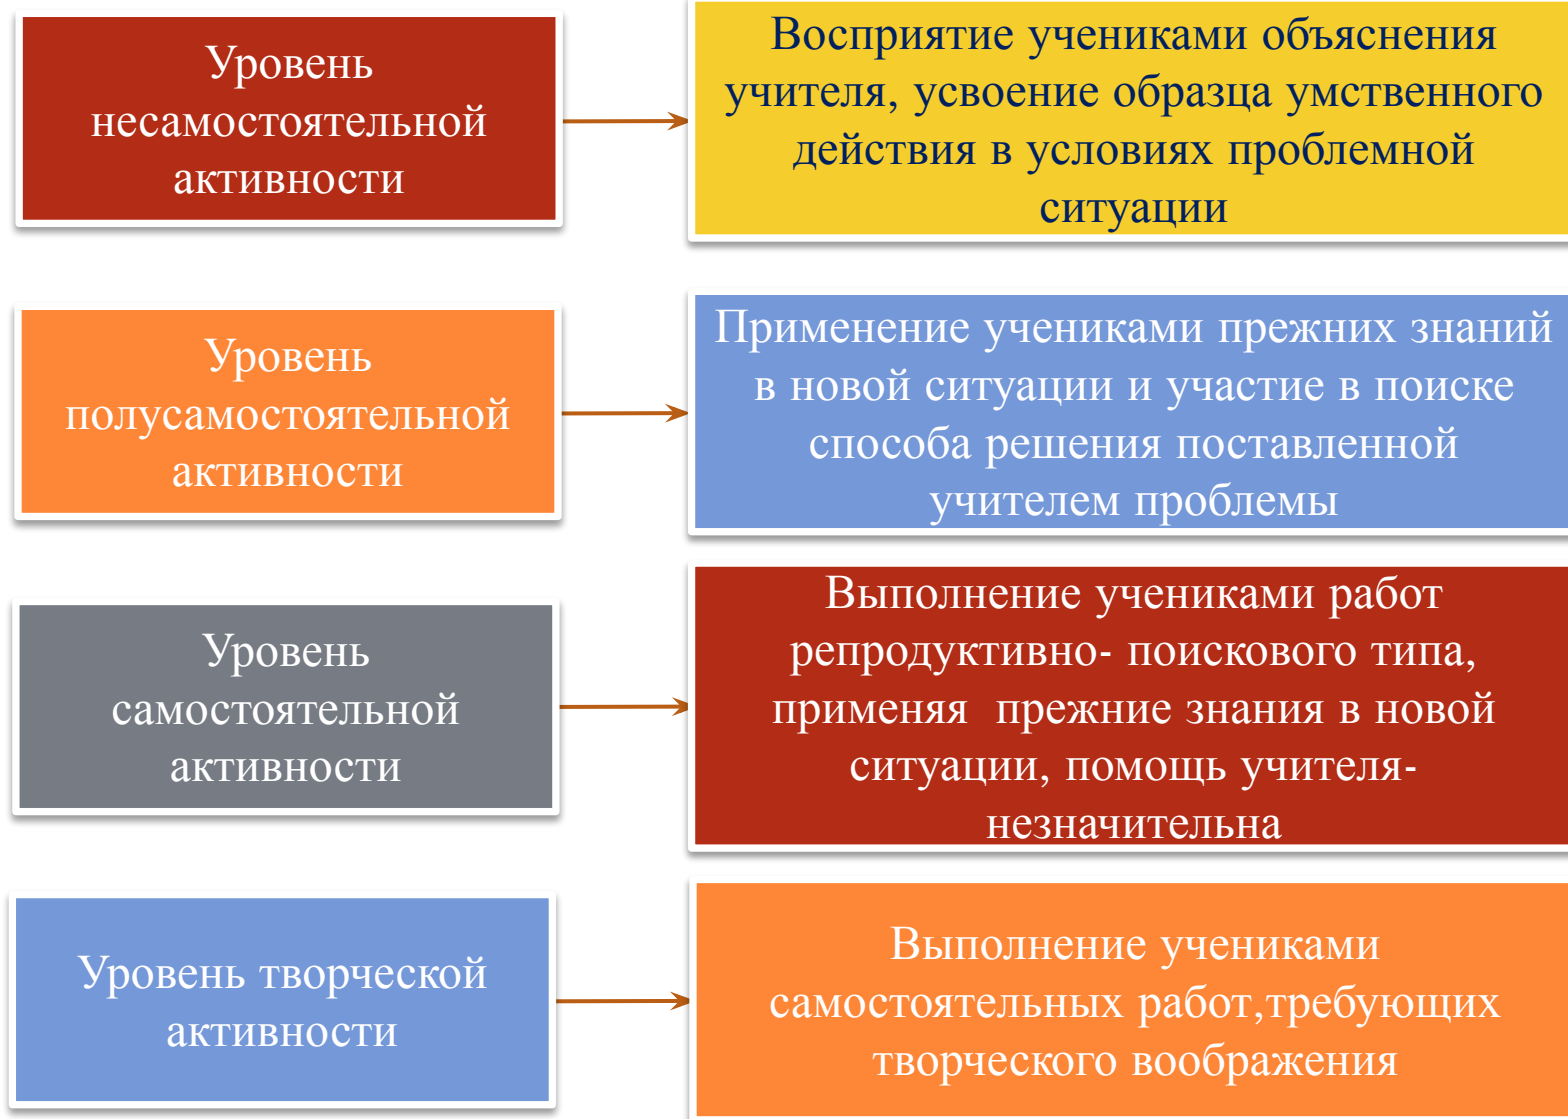 Уровень
несамостоятельной
активности
Восприятие учениками объяснения
учителя, усвоение образца умственного
действия в условиях проблемной
ситуации
Уровень
полусамостоятельной
активности
Применение учениками прежних знаний
в новой ситуации и участие в поиске
способа решения поставленной
учителем проблемы
Уровень
самостоятельной
активности
Выполнение учениками работ
репродуктивно- поискового типа,
применяя  прежние знания в новой
ситуации, помощь учителя-
незначительна
Уровень творческой
активности
Выполнение учениками
самостоятельных работ,требующих
творческого воображения